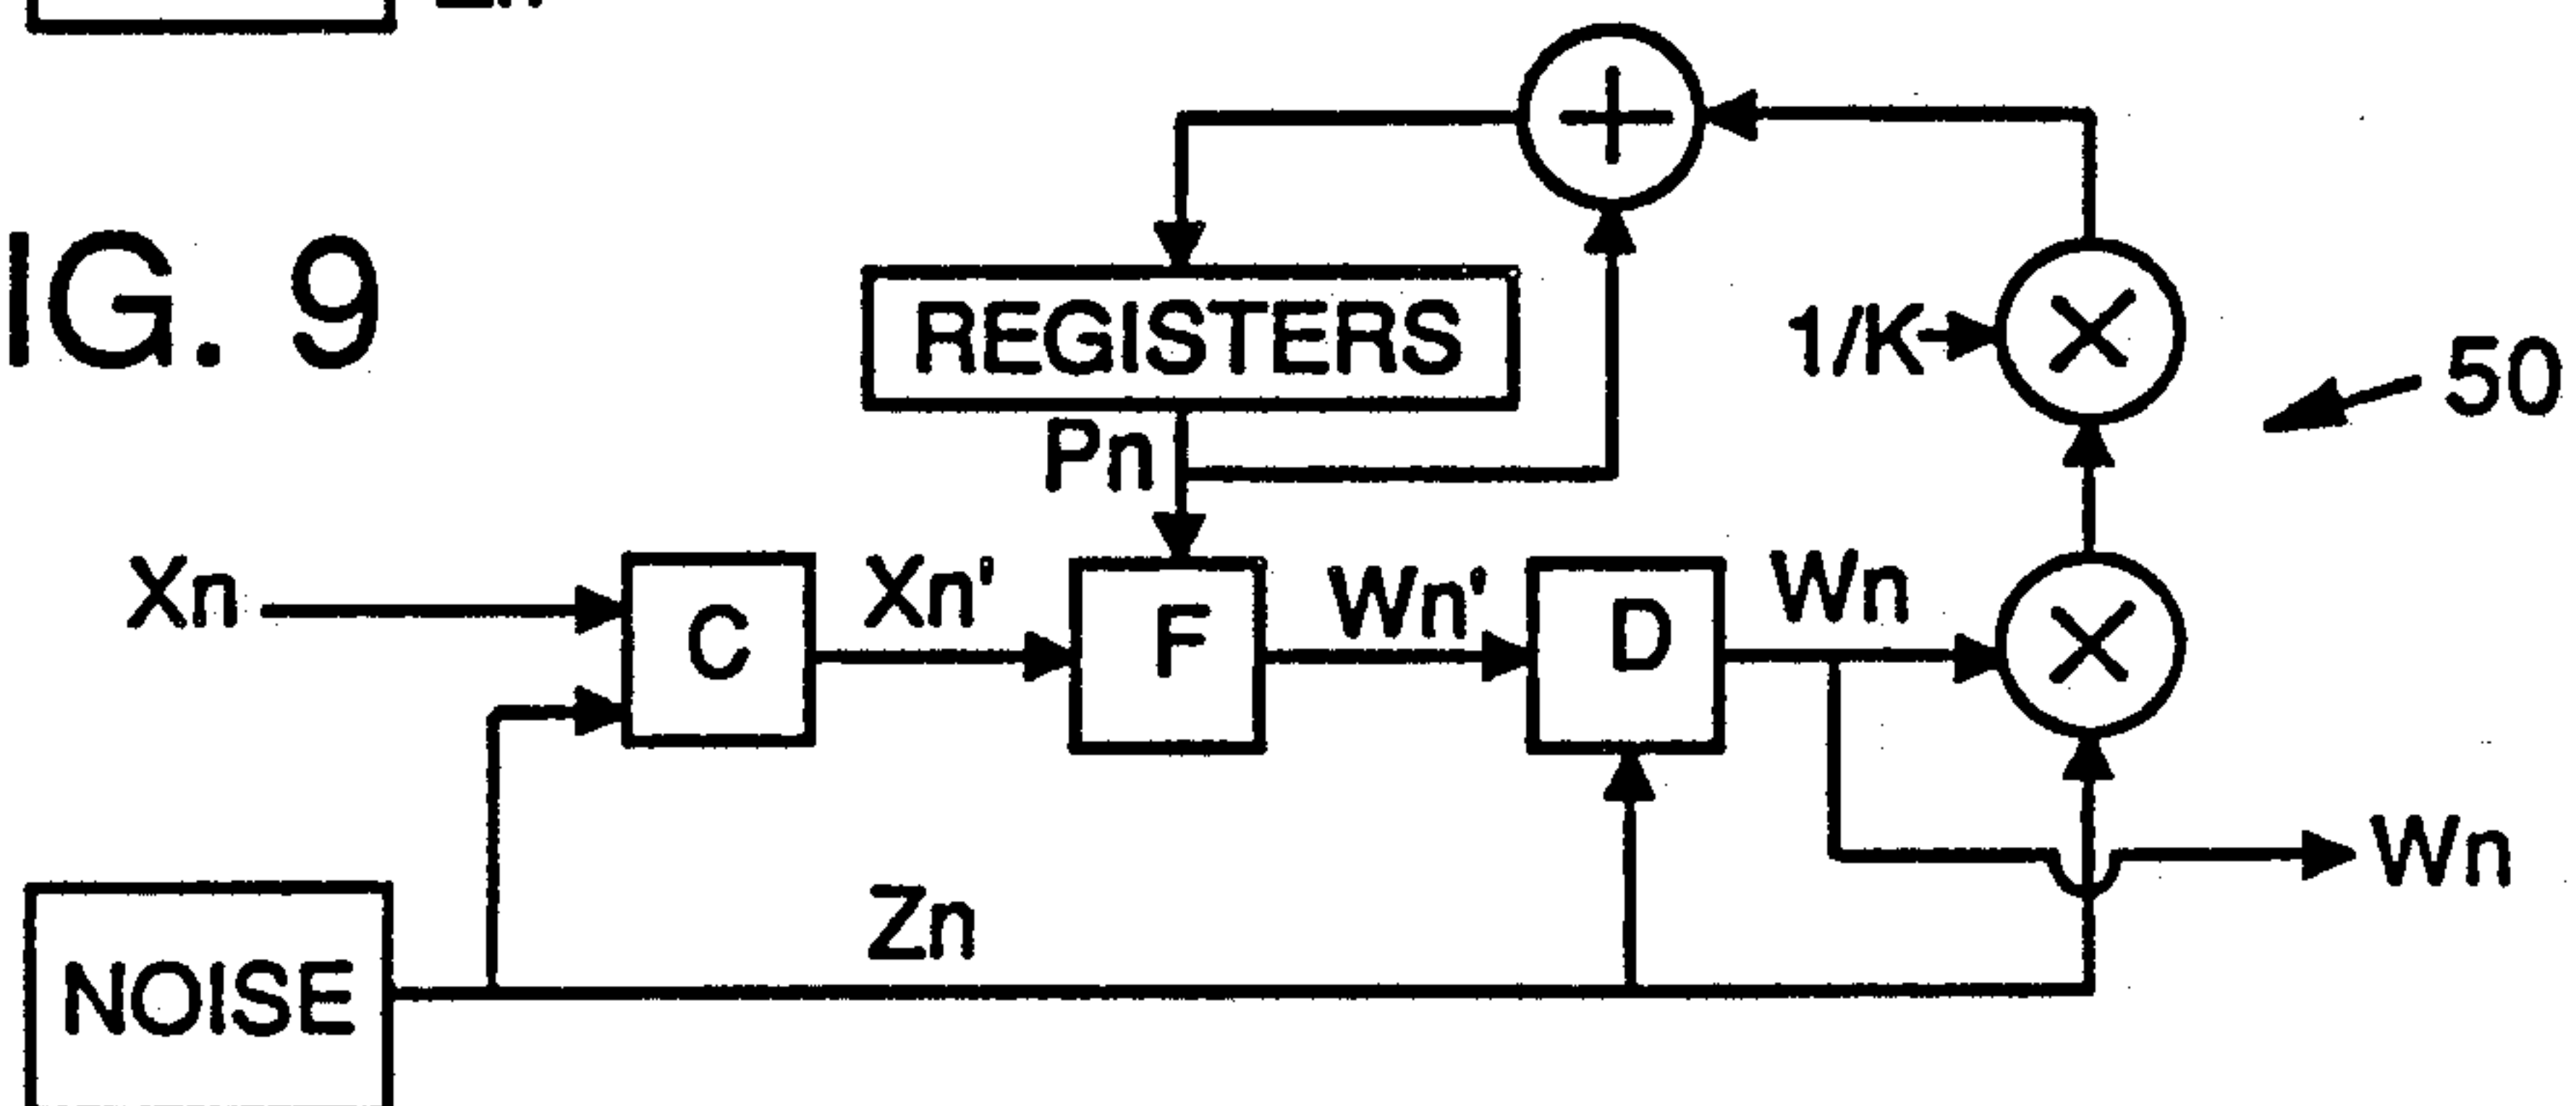 IG. 9
REGISTERS
1/K
50
Pn
Xn
C
Xn'
F
Wn'
D
Wn
Wn
Zn
NOISE